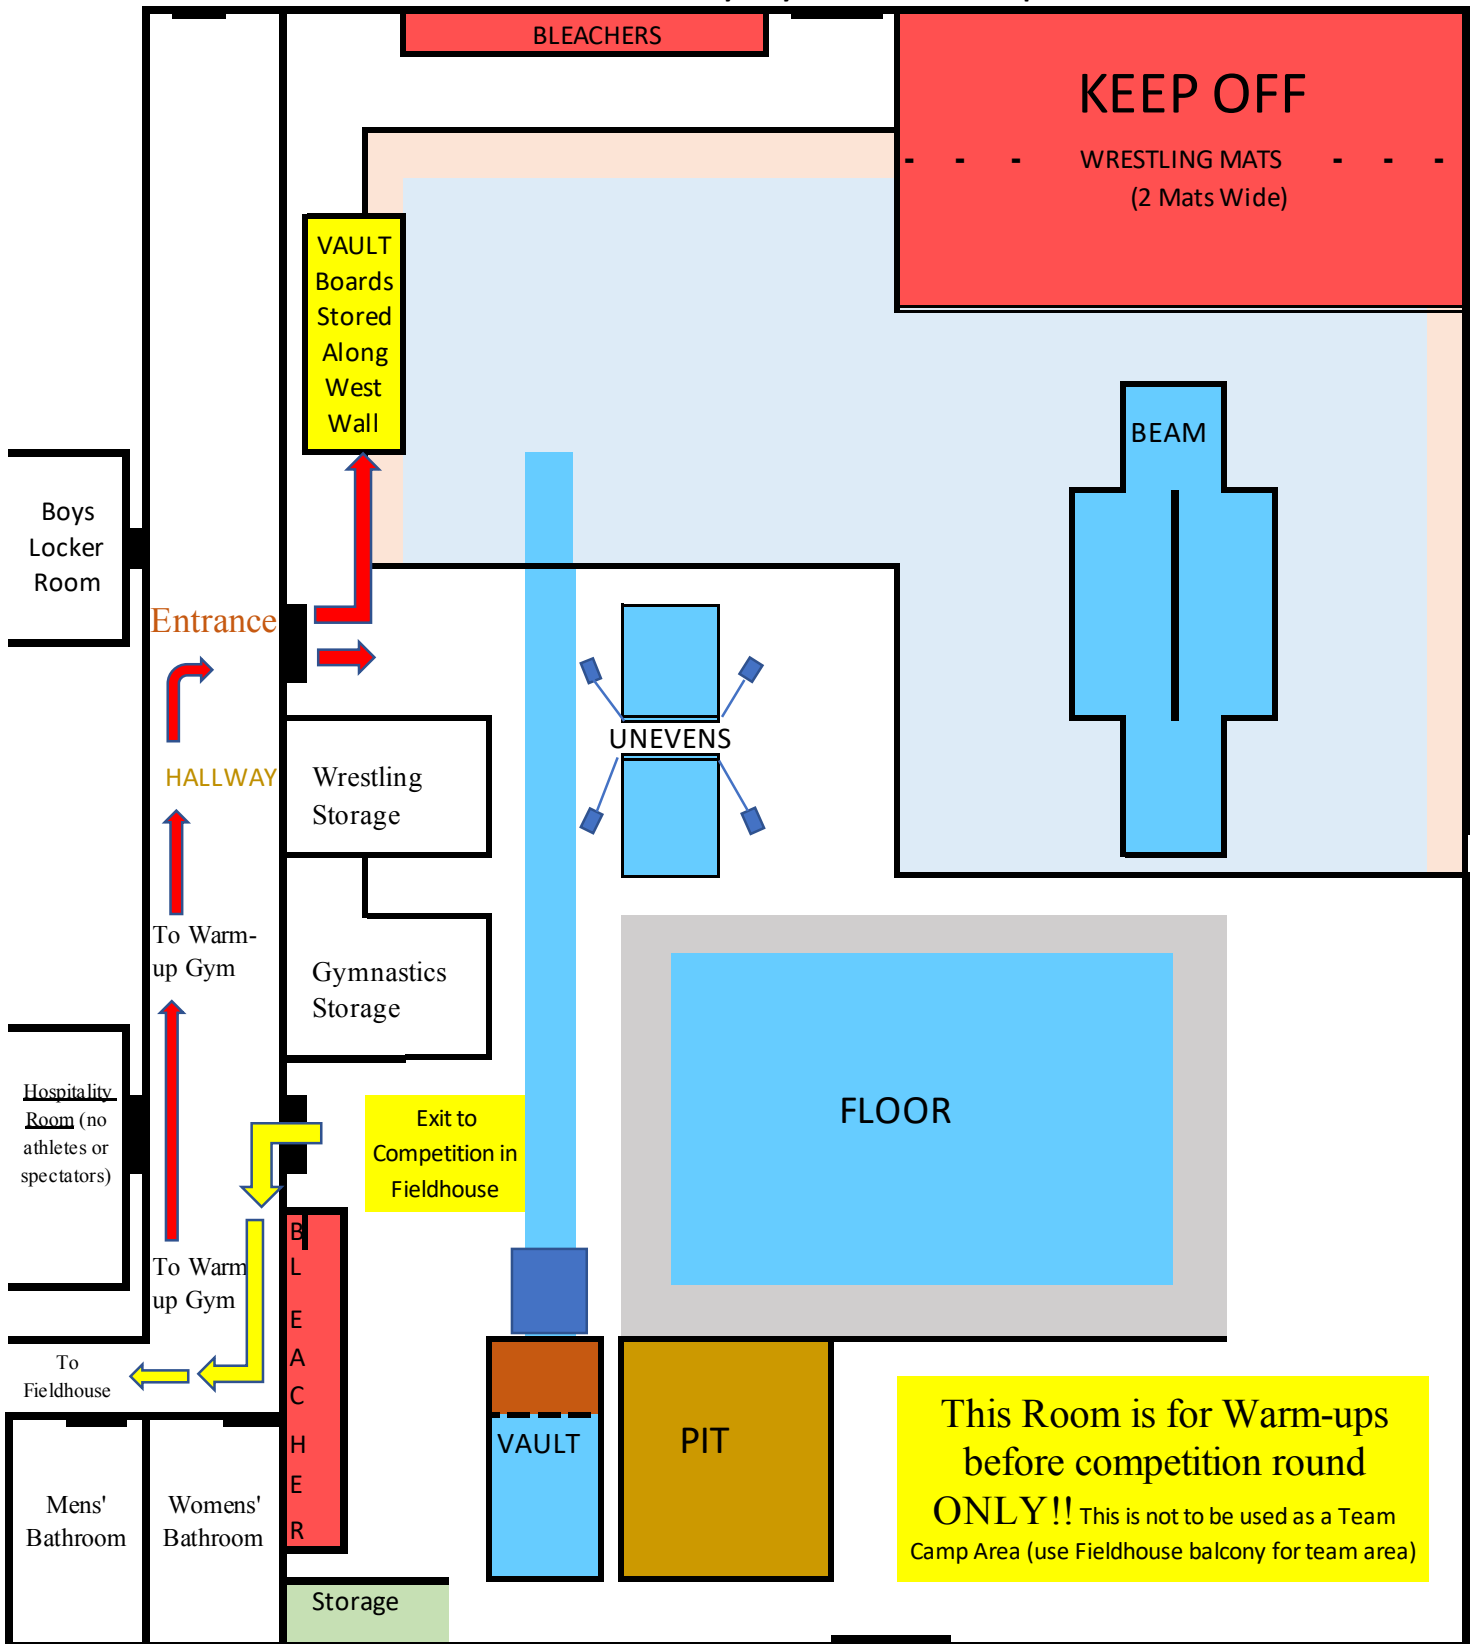 BLEACHERS
KEEP OFF
- - - WRESTLING MATS - - -
(2 Mats Wide)
VAULT
Boards
Stored
Along
West
Wall
BEAM
Boys
Locker
Room
Entrance
UNEVENS
HALLWAY
Wrestling
Storage
To Warm-
up Gym
Gymnastics
Storage
Hospitality
Room (no
athletes or
spectators)
Exit to
Competition in
Fieldhouse
FLOOR
To Warm
up Gym
B
L
E
A
C
H
E
R
To
Fieldhouse
VAULT
PIT
This Room is for Warm-ups
before competition round
ONLY!! This is not to be used as a Team
Camp Area (use Fieldhouse balcony for team area)
Mens'
Bathroom
Womens'
Bathroom
Storage